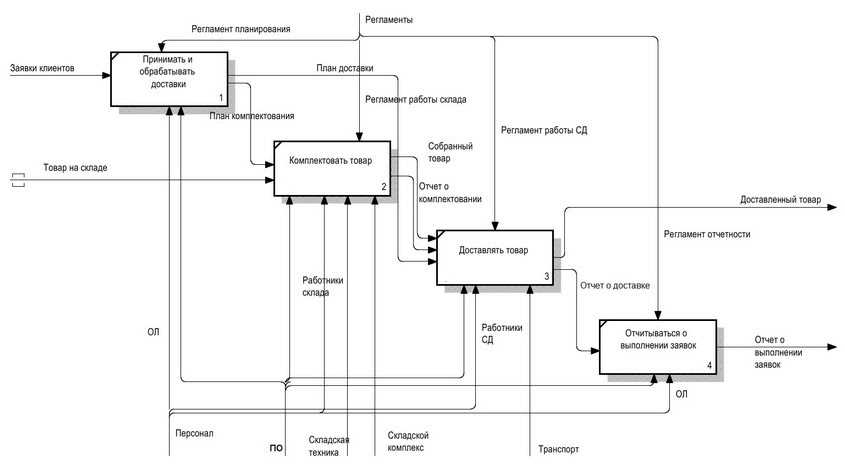 Регламенты
Регламент планирования
Заявки клиентов
Принимать и
обрабатывать
доставки
1
План доставки
Регламент работы склада
План комплектования
Регламент работы СД
Собранный
товар
Товар на складе
Комплектовать товар
2
Отчет о
комплектовании
Доставленный товар
Регламент отчетности
Доставлять товар
3
Отчет о доставке
Работники
склада
ОЛ
Работники
СД
Отчитываться о
выполнении заявок
4
Отчет о
выполнении
заявок
ОЛ
Персонал
ПО
Складская
техника
Складской
комплекс
Транспорт